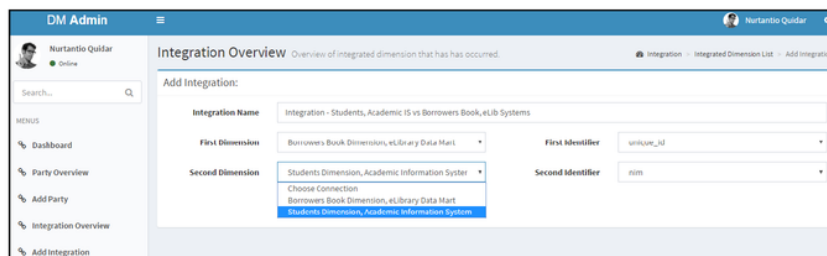 DM Admin
Nurtantio Quidar
Nurtantio Quidar
Online
Integration Overview Overview of integrated dimension that has has occurred.
Integration > Integrated Dimension List > Add Integratio
Search...
Add Integration:
MENUS
Integration Name
Integration - Students, Academic IS vs Borrowers Book, eLib Systems
Dashboard
First Dimension
Borrowers Book Dimension, eLibrary Data Mart
First Identifier
unique_id
Party Overview
Second Dimension
Students Dimension, Academic Information Syster
Second Identifier
nim
Add Party
Choose Connection
Borrowers Book Dimension, eLibrary Data Mart
Students Dimension, Academic Information System
Integration Overview
Add Integration